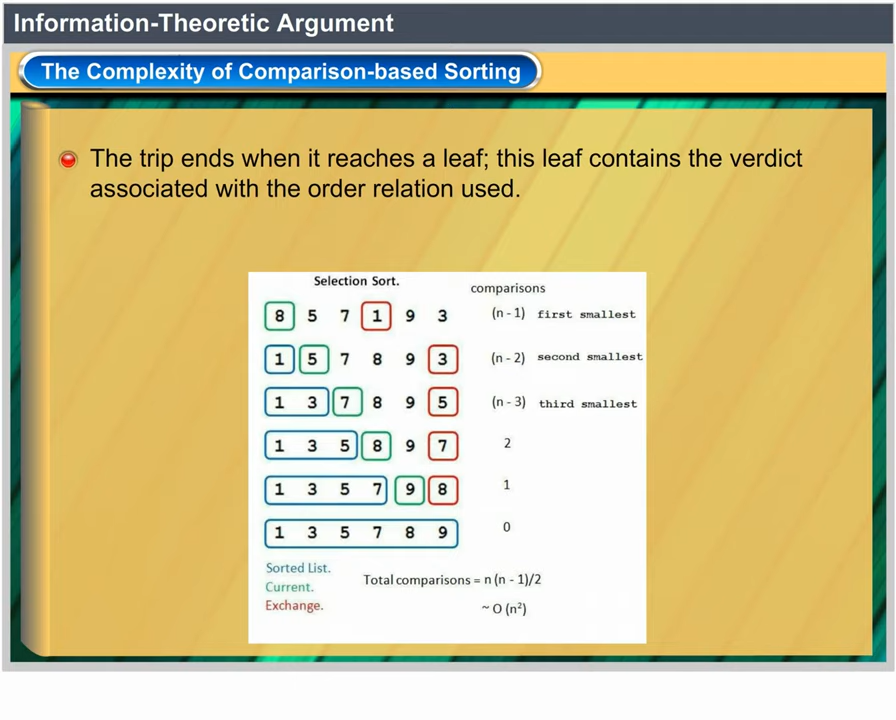 Information-Theoretic Argument
The Complexity of Comparison-based Sorting
The trip ends when it reaches a leaf; this leaf contains the verdict
associated with the order relation used.
Selection Sort.
comparisons
8 5 7 1 9 3 (n - 1) first smallest
1 5 7 8 9 3 (n - 2) second smallest
1 3 7 8 9 5 (n - 3) third smallest
1 3 5 8 9 7 2
1 3 5 7 9 8 1
1 3 5 7 8 9 0
Sorted List.
Current.
Exchange.
Total comparisons = n (n - 1)/2
~ O (n²)